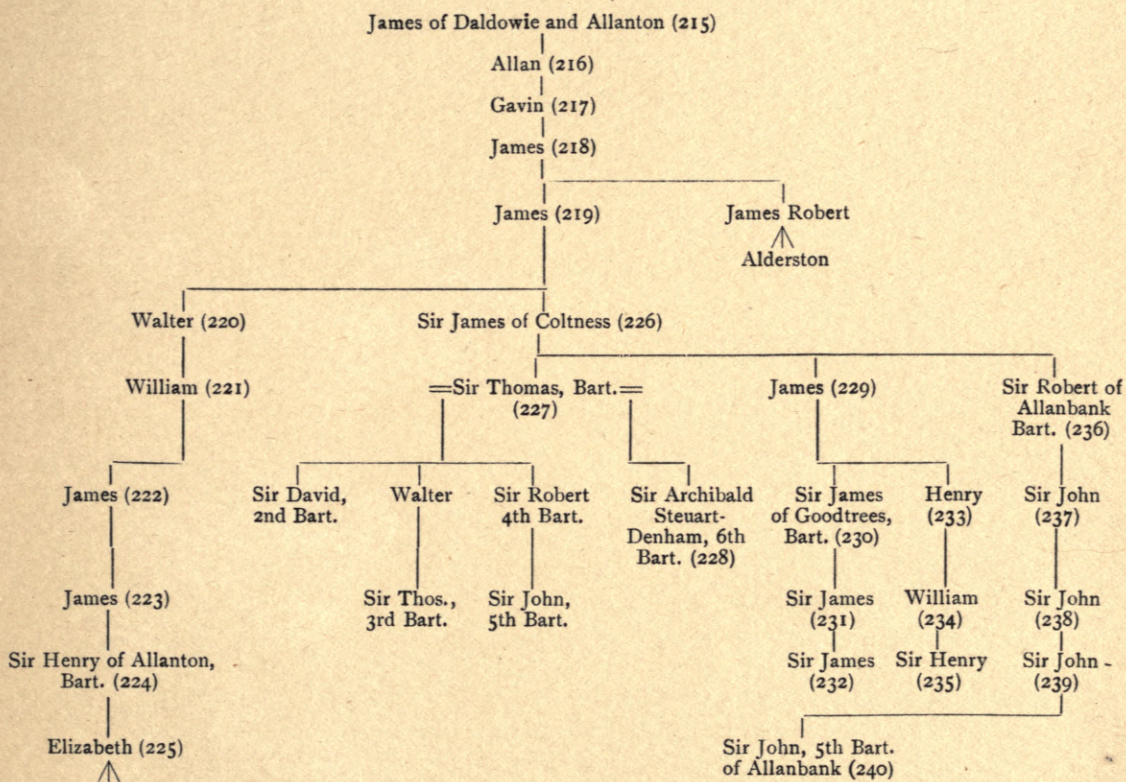 James of Daldowie and Allanton (215)
Allan (216)
Gavin (217)
James (218)
James (219)
James Robert
Alderston
Walter (220)
Sir James of Coltness (226)
William (221)
=Sir Thomas, Bart.=
(227)
James (229)
Sir Robert of
Allanbank
Bart. (236)
James (222)
Sir David,
2nd Bart.
Walter
Sir Robert
4th Bart.
Sir Archibald
Steuart-
Denham, 6th
Bart. (228)
Sir James
of Goodtrees,
Bart. (230)
Henry
(233)
Sir John
(237)
James (223)
Sir Thos.,
3rd Bart.
Sir John,
5th Bart.
Sir James
(231)
William
(234)
Sir John
(238)
Sir Henry of Allanton,
Bart. (224)
Sir James
(232)
Sir Henry
(235)
Sir John -
(239)
Elizabeth (225)
Sir John, 5th Bart.
of Allanbank (240)